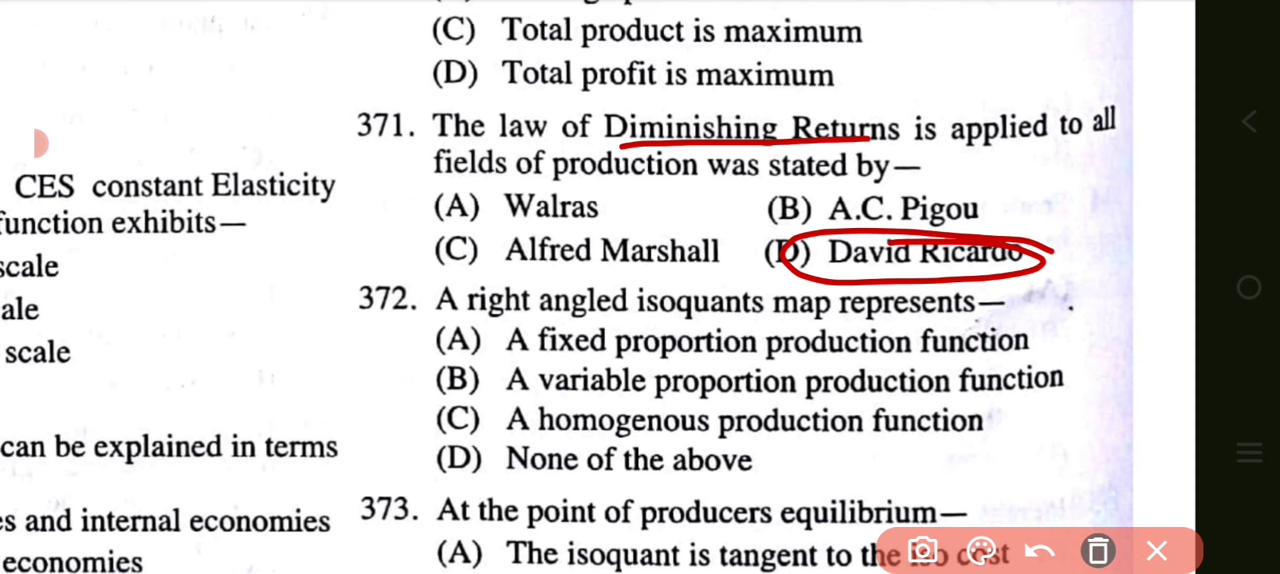 (C) Total product is maximum
(D) Total profit is maximum
CES constant Elasticity
function exhibits—
scale
ale
scale
can be explained in terms
es and internal economies
economies
371. The law of Diminishing Returns is applied to all
fields of production was stated by—
(A) Walras (B) A.C. Pigou
(C) Alfred Marshall (D) David Ricardo
372. A right angled isoquants map represents—
(A) A fixed proportion production function
(B) A variable proportion production function
(C) A homogenous production function
(D) None of the above
373. At the point of producers equilibrium—
(A) The isoquant is tangent to the iso cost